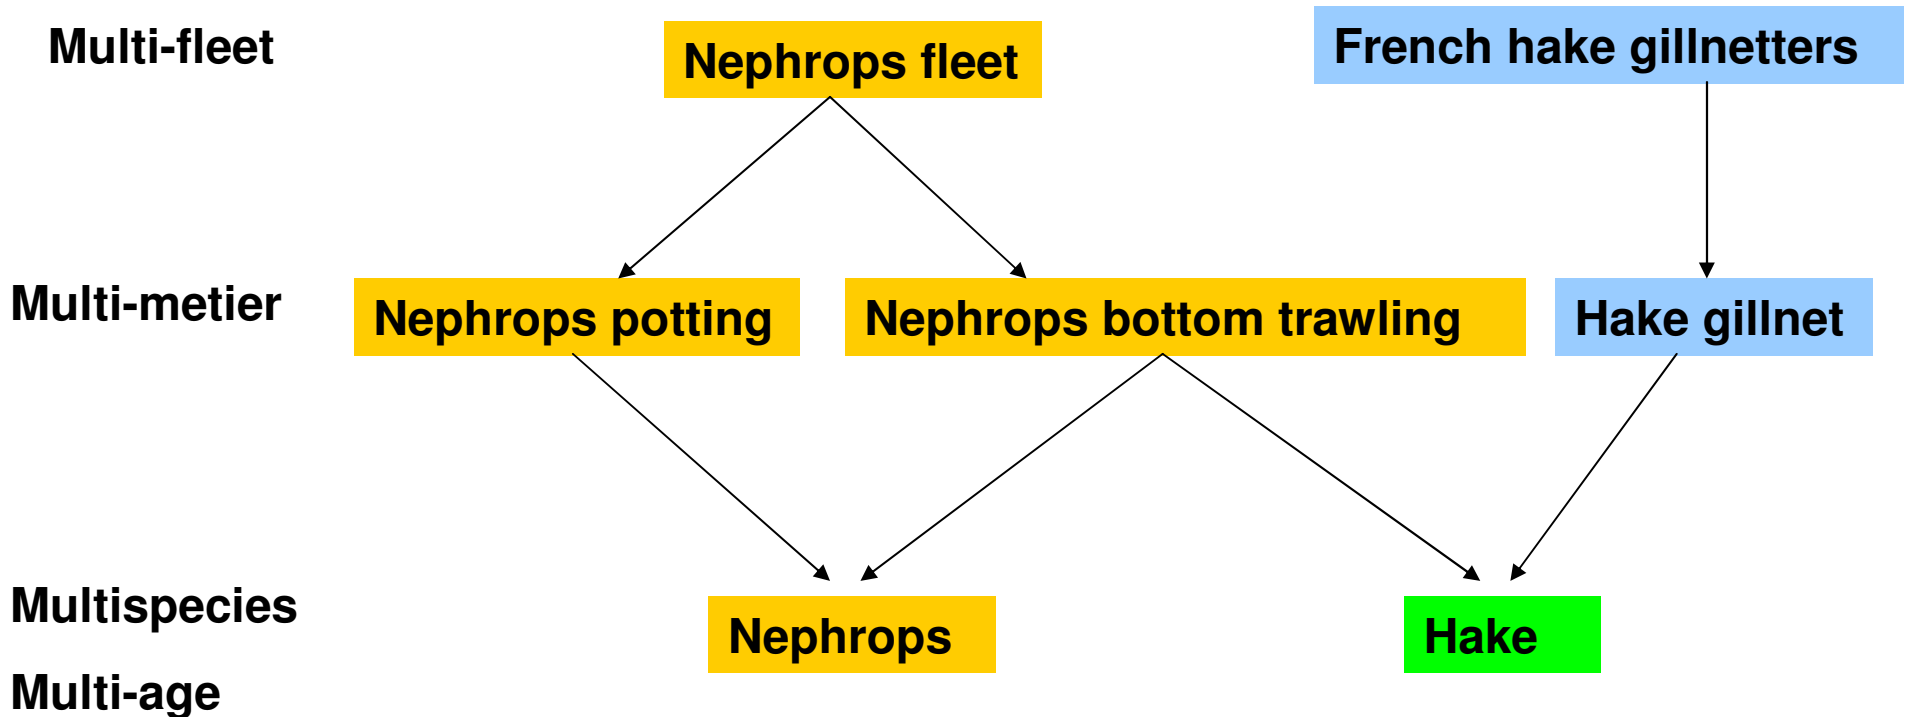 Multi-fleet
Nephrops fleet
French hake gillnetters
Multi-metier
Nephrops potting
Nephrops bottom trawling
Hake gillnet
Multispecies
Nephrops
Hake
Multi-age